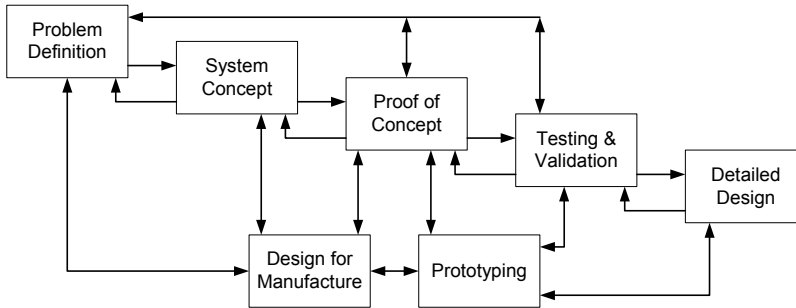 Problem
Definition
System
Concept
Proof of
Concept
Testing &
Validation
Detailed
Design
Design for
Manufacture
Prototyping